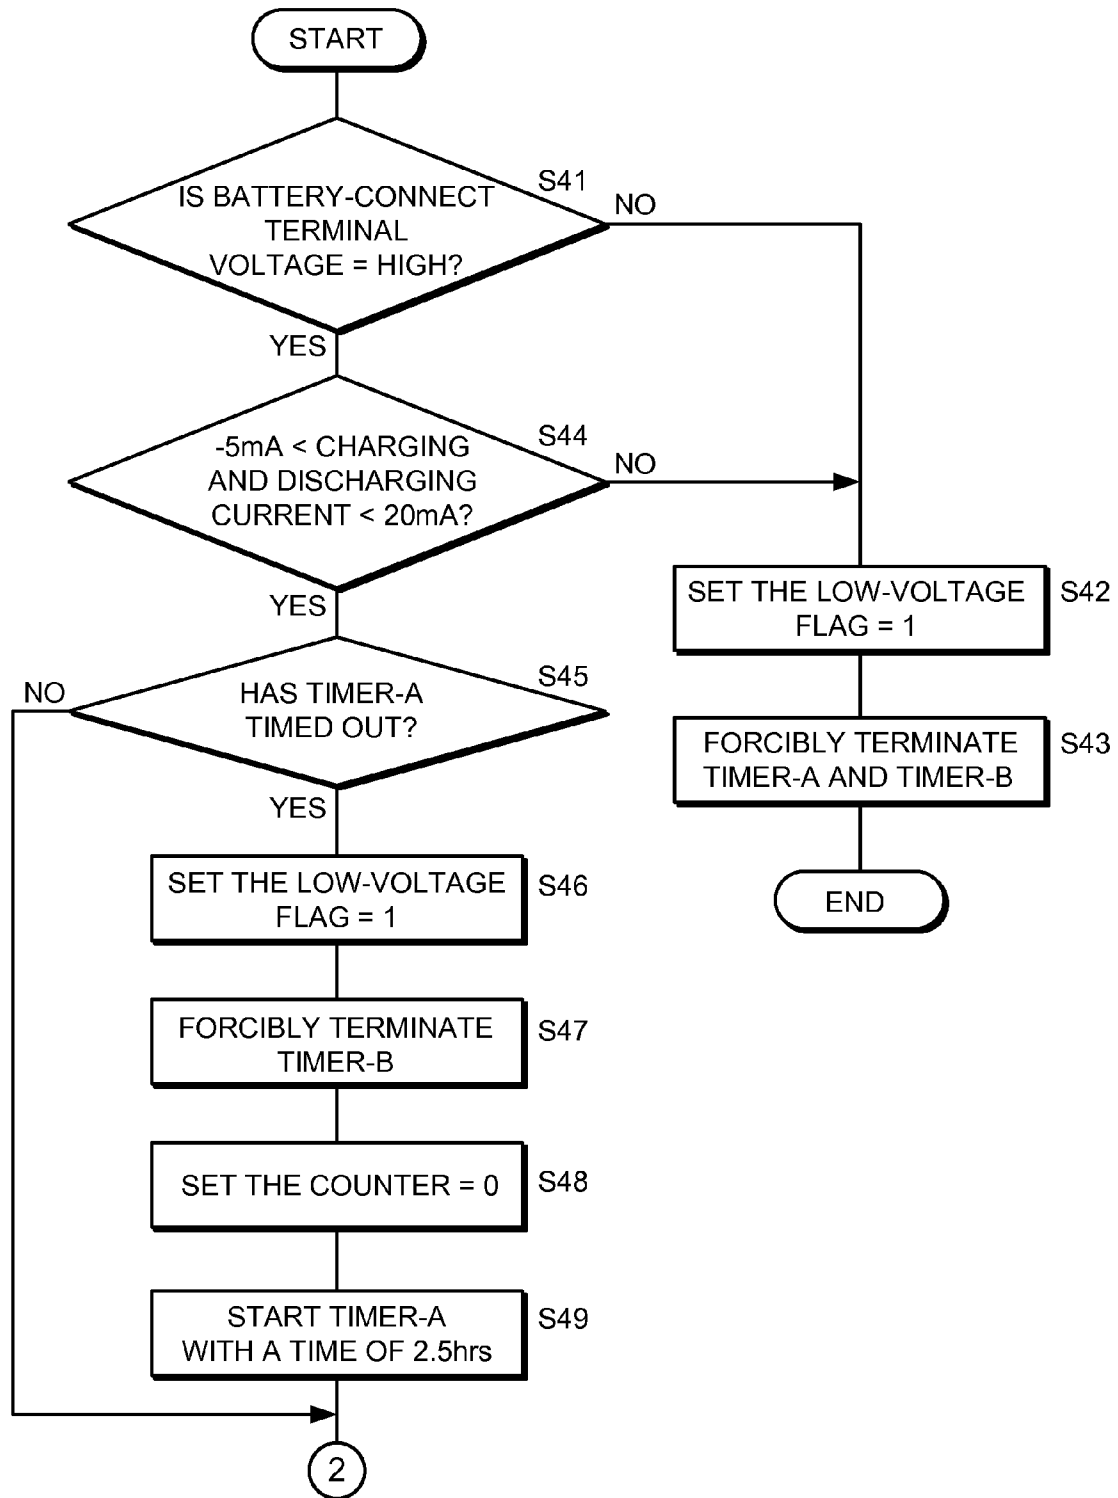 START
IS BATTERY-CONNECT
TERMINAL
VOLTAGE = HIGH?
S41
NO
YES
-5mA < CHARGING
AND DISCHARGING
CURRENT < 20mA?
S44
NO
YES
SET THE LOW-VOLTAGE
FLAG = 1
S42
HAS TIMER-A
TIMED OUT?
S45
NO
YES
FORCIBLY TERMINATE
TIMER-A AND TIMER-B
S43
END
SET THE LOW-VOLTAGE
FLAG = 1
S46
FORCIBLY TERMINATE
TIMER-B
S47
SET THE COUNTER = 0
S48
START TIMER-A
WITH A TIME OF 2.5hrs
S49
2